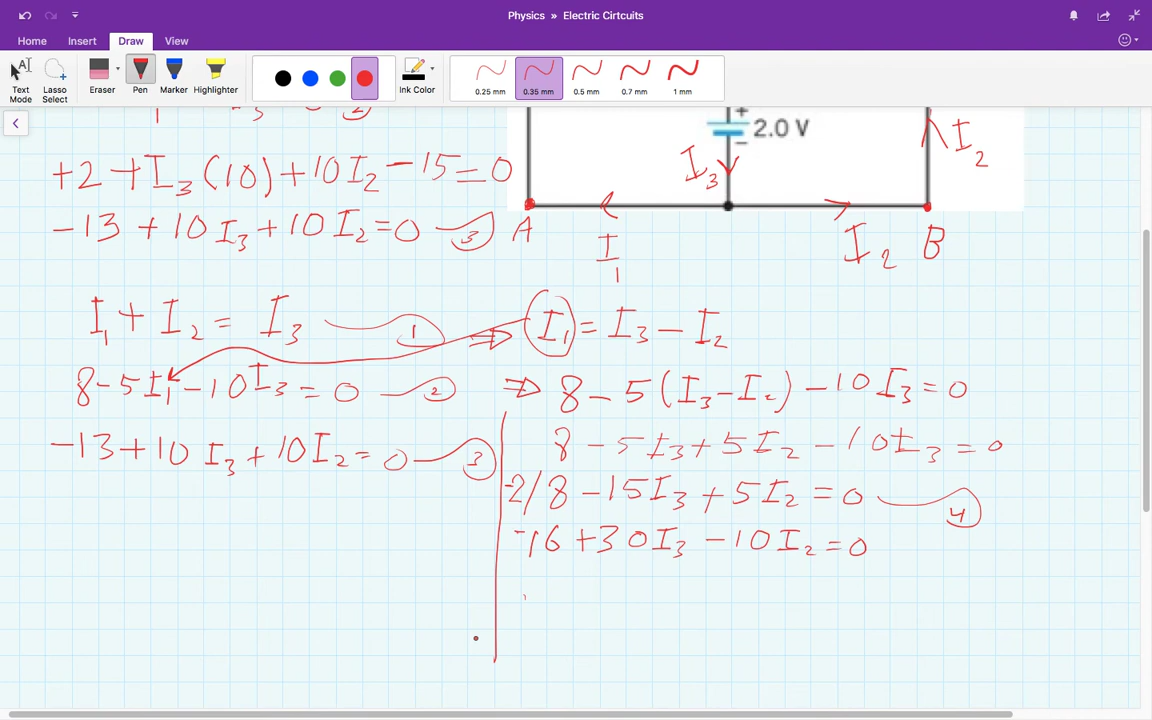 Physics » Electric Cirtcuits
Home Insert Draw View
Text Mode
Lasso Select
Eraser
Pen
Marker
Highlighter
Ink Color
0.25 mm 0.35 mm 0.5 mm 0.7 mm 1 mm
+2 + I₃(10) + 10I₂ - 15 = 0
-13 + 10I₃ + 10I₂ = 0 3
+
2.0 V
−
I₃
I₂
A
I₁
I₂
B
I₁ + I₂ = I₃ 1 ⇒ I₁ = I₃ - I₂
8 - 5I₁ - 10I₃ = 0 2 ⇒ 8 - 5(I₃ - I₂) - 10I₃ = 0
-13 + 10I₃ + 10I₂ = 0 3
8 - 5I₃ + 5I₂ - 10I₃ = 0
-2/ 8 - 15I₃ + 5I₂ = 0 4
-16 + 30I₃ - 10I₂ = 0